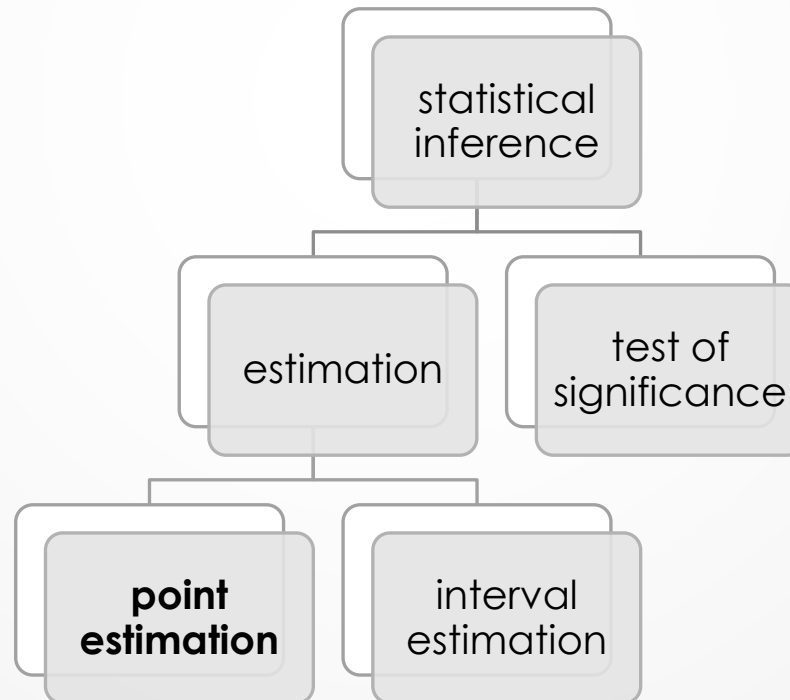 statistical
inference
estimation
test of
significance
point
estimation
interval
estimation